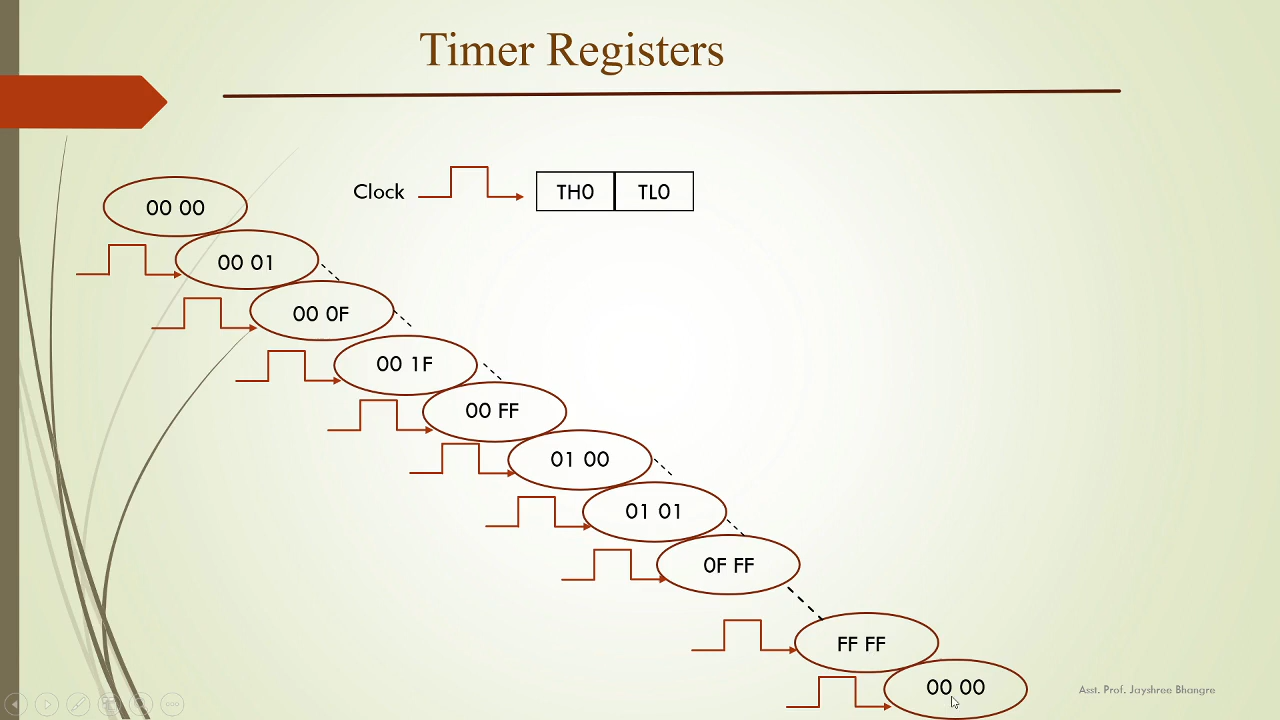 Timer Registers
Clock
TH0 TL0
00 00
00 01
00 0F
00 1F
00 FF
01 00
01 01
0F FF
FF FF
00 00
Asst. Prof. Jayshree Bhangre